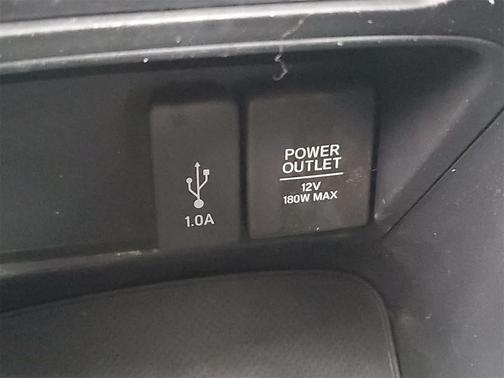 1.0A
POWER
OUTLET
12V
180W MAX